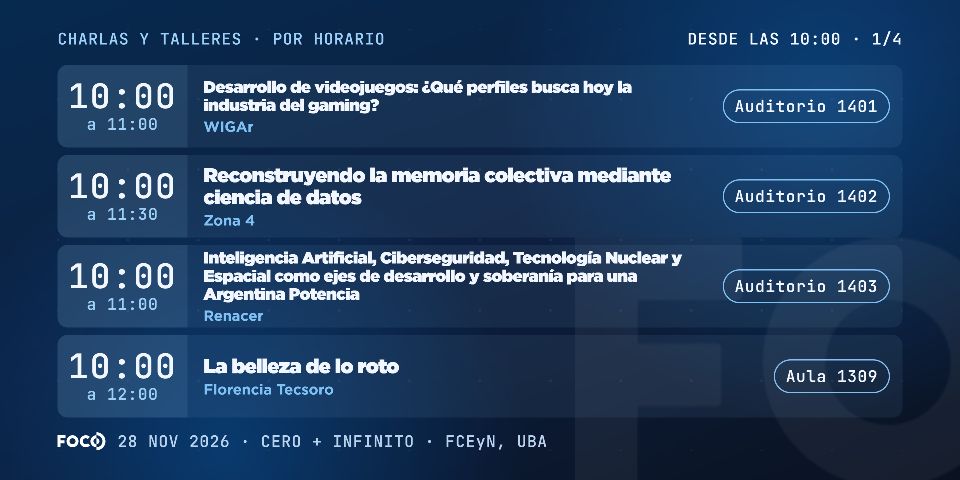 CHARLAS Y TALLERES · POR HORARIO
DESDE LAS 10:00 · 1/4
10:00
a 11:00
Desarrollo de videojuegos: ¿Qué perfiles busca hoy la
industria del gaming?
WIGAr
Auditorio 1401
10:00
a 11:30
Reconstruyendo la memoria colectiva mediante
ciencia de datos
Zona 4
Auditorio 1402
10:00
a 11:00
Inteligencia Artificial, Ciberseguridad, Tecnología Nuclear y
Espacial como ejes de desarrollo y soberanía para una
Argentina Potencia
Renacer
Auditorio 1403
10:00
a 12:00
La belleza de lo roto
Florencia Tecsoro
Aula 1309
FOCO 28 NOV 2026 · CERO + INFINITO · FCEyN, UBA
FO